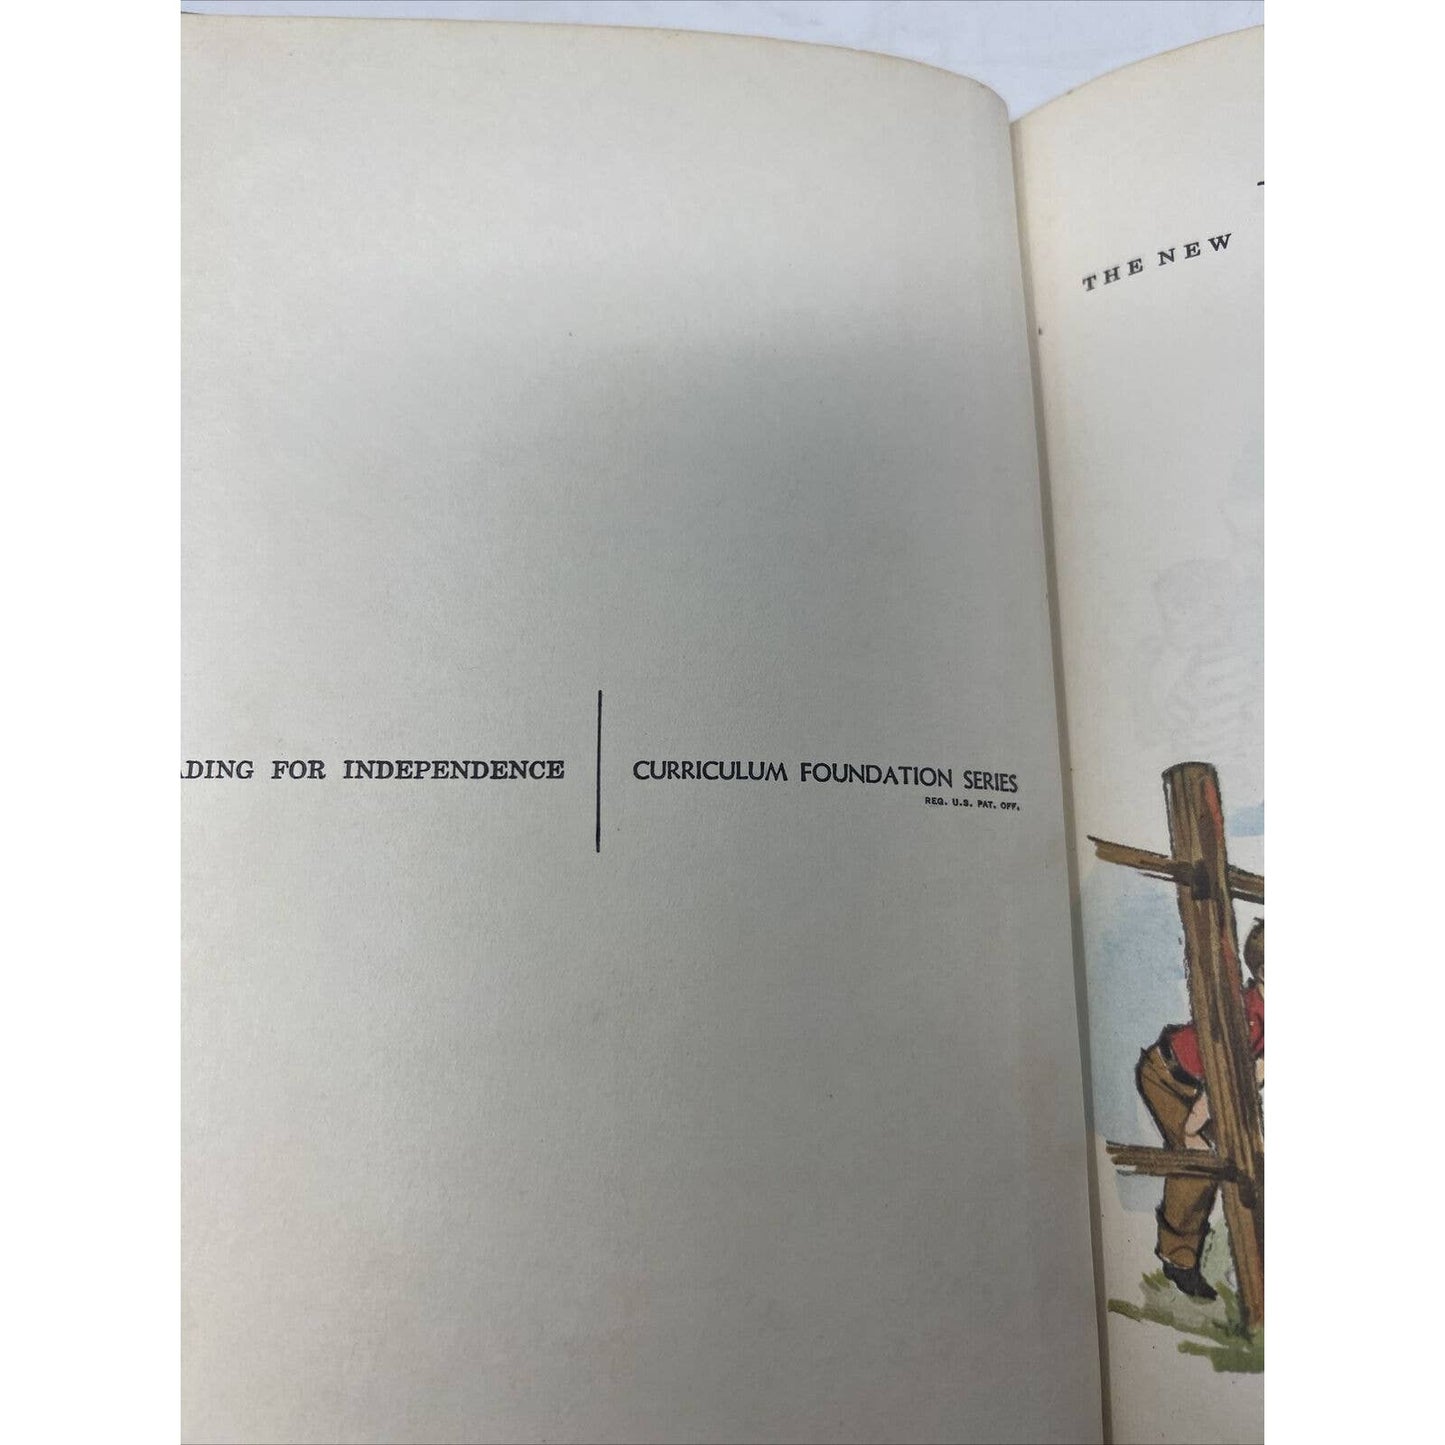 ADING FOR INDEPENDENCE
CURRICULUM FOUNDATION SERIES
REG. U.S. PAT. OFF.
THE NEW